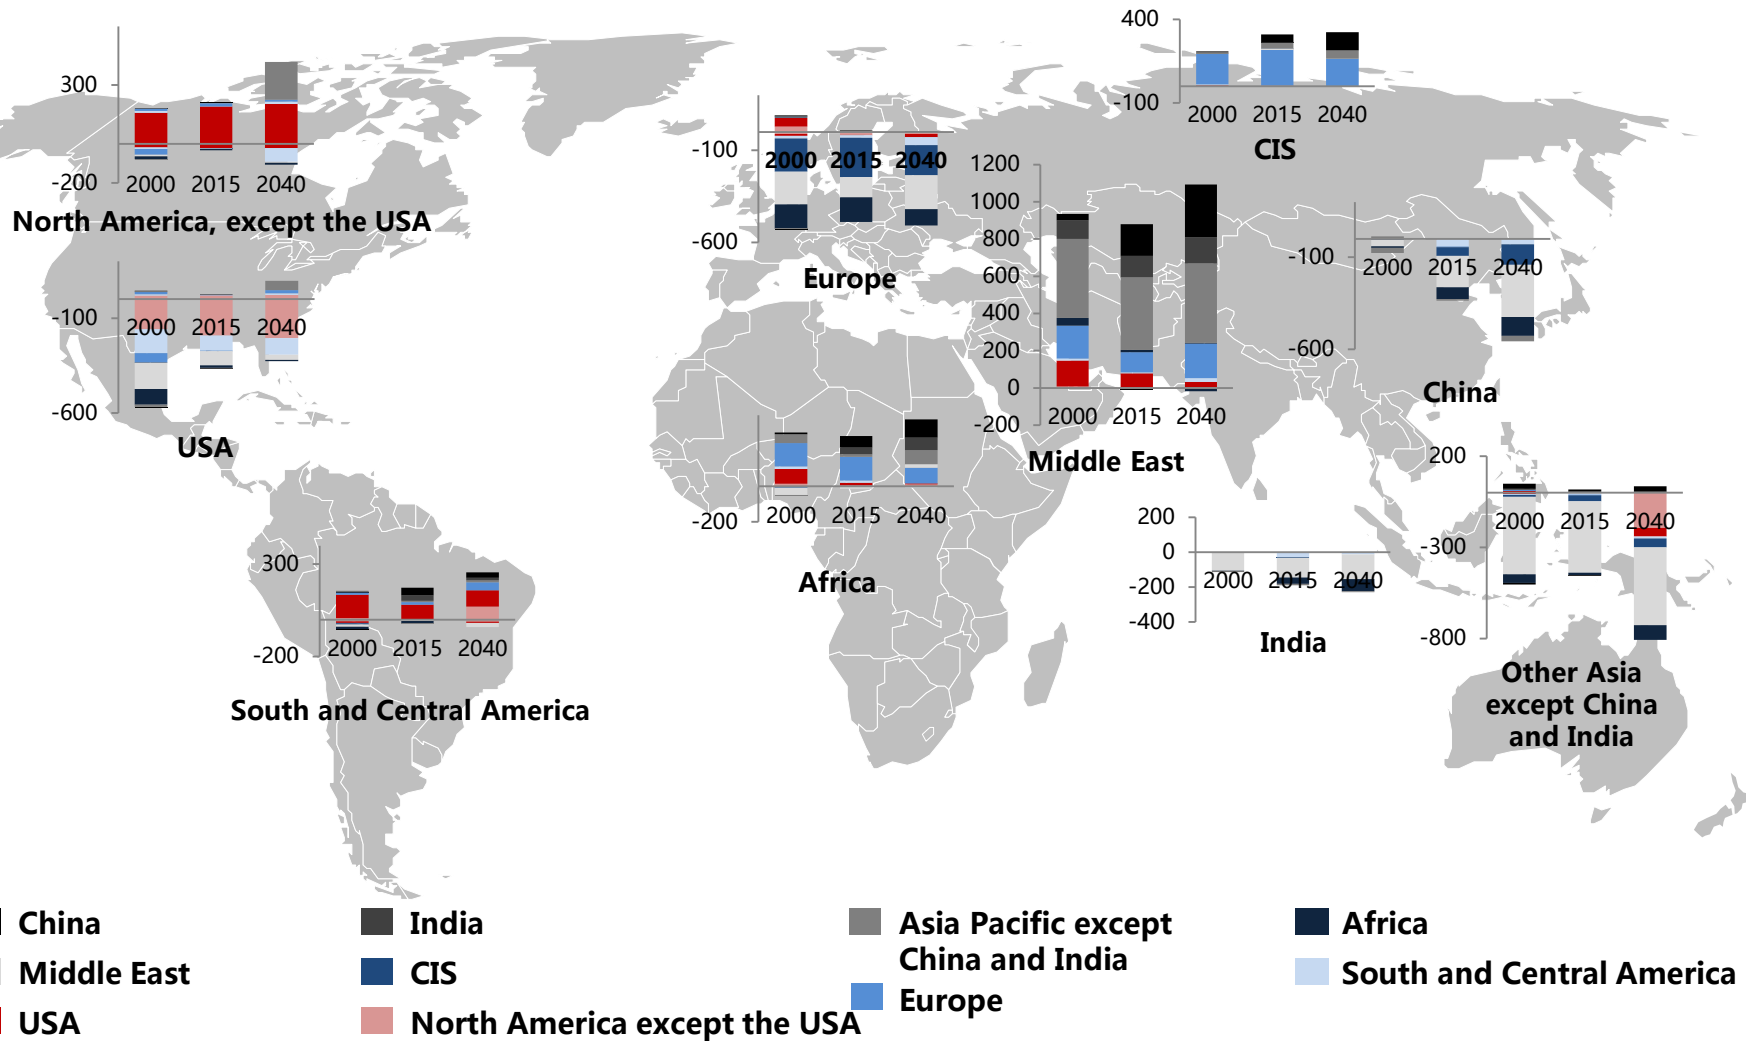 400
-100
2000 2015 2040
CIS
300
-200
2000 2015 2040
North America, except the USA
-100
-600
2000 2015 2040
Europe
1200
1000
800
600
400
200
0
-200
2000 2015 2040
Middle East
-100
-600
2000 2015 2040
China
-100
-600
2000 2015 2040
USA
-200
2000 2015 2040
Africa
200
0
-200
-400
2000 2015 2040
India
200
-300
-800
2000 2015 2040
Other Asia
except China
and India
300
-200
2000 2015 2040
South and Central America
China
India
Asia Pacific except
China and India
Africa
Middle East
CIS
Europe
South and Central America
USA
North America except the USA